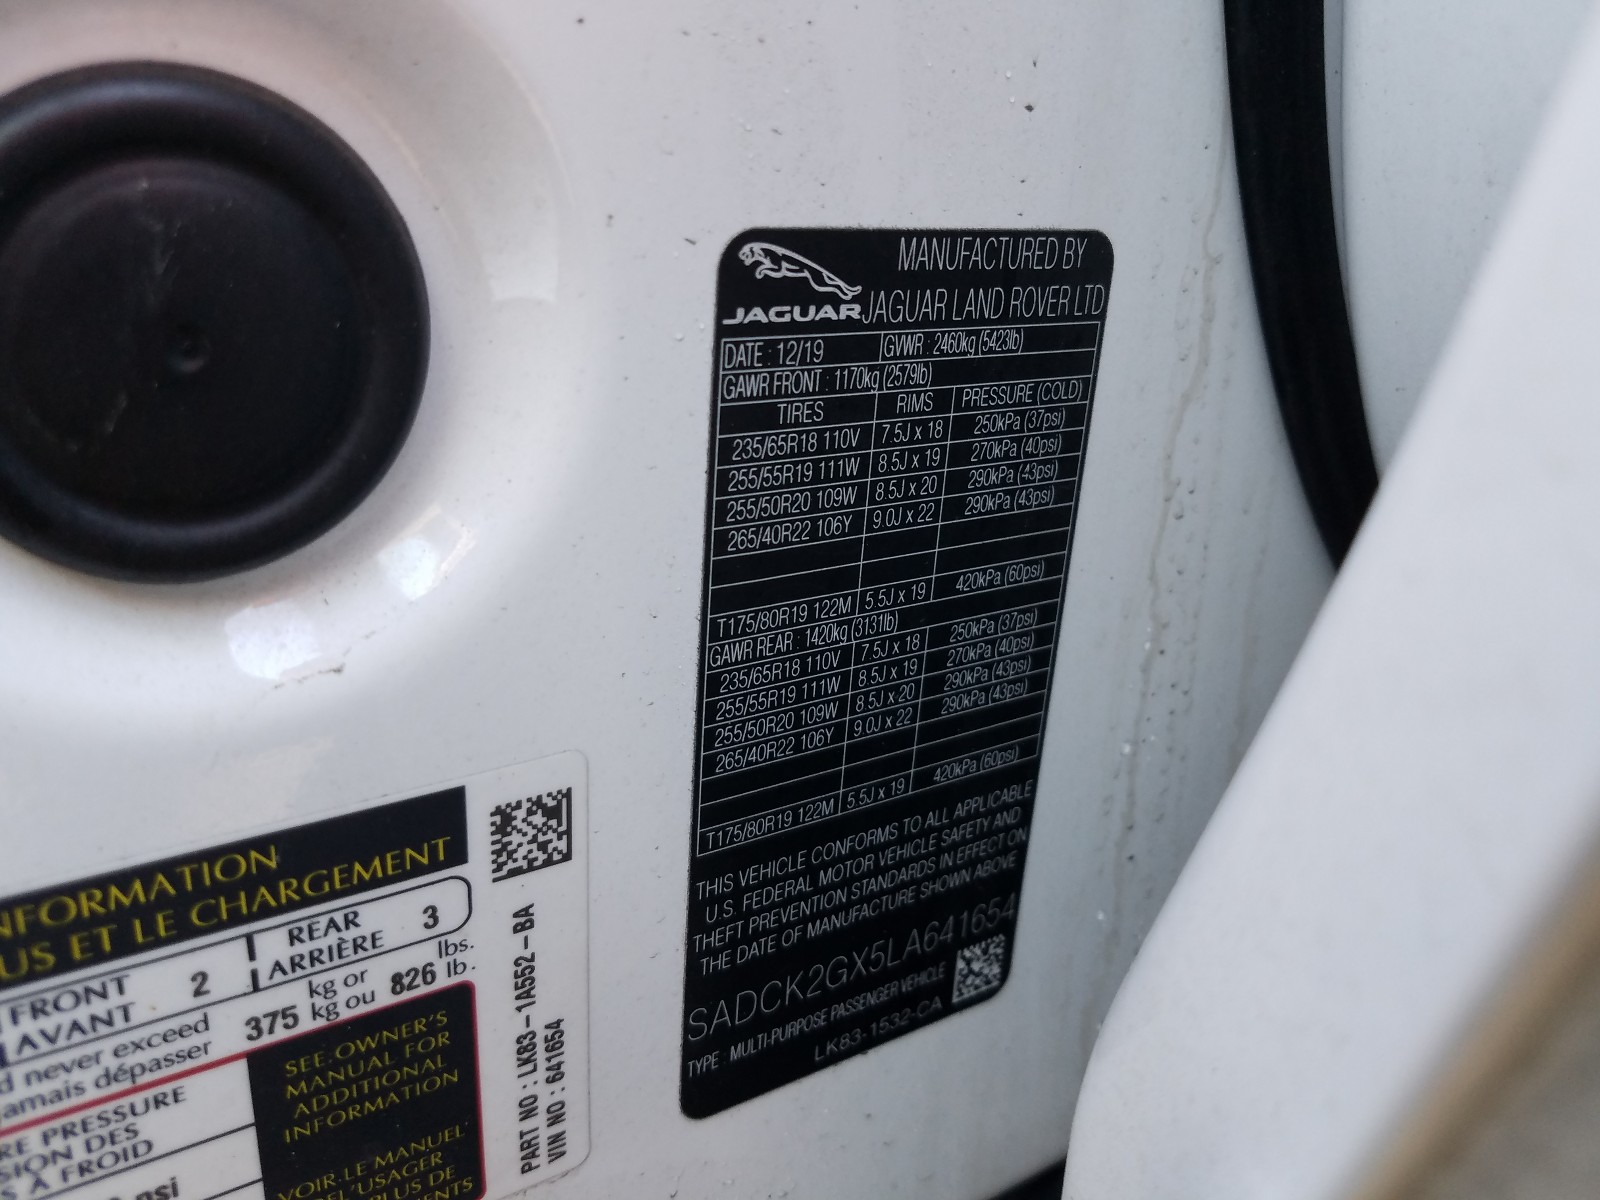 JAGUAR
MANUFACTURED BY
JAGUAR LAND ROVER LTD
DATE : 12/19 GVWR : 2460kg (5423lb)
GAWR FRONT : 1170kg (2579lb)
TIRES RIMS PRESSURE (COLD)
235/65R18 110V 7.5J x 18 250kPa (37psi)
255/55R19 111W 8.5J x 19 270kPa (40psi)
255/50R20 109W 8.5J x 20 290kPa (43psi)
265/40R22 106Y 9.0J x 22 290kPa (43psi)
T175/80R19 122M 5.5J x 19 420kPa (60psi)
GAWR REAR : 1420kg (3131lb)
235/65R18 110V 7.5J x 18 250kPa (37psi)
255/55R19 111W 8.5J x 19 270kPa (40psi)
255/50R20 109W 8.5J x 20 290kPa (43psi)
265/40R22 106Y 9.0J x 22 290kPa (43psi)
T175/80R19 122M 5.5J x 19 420kPa (60psi)
THIS VEHICLE CONFORMS TO ALL APPLICABLE
U.S. FEDERAL MOTOR VEHICLE SAFETY AND
THEFT PREVENTION STANDARDS IN EFFECT ON
THE DATE OF MANUFACTURE SHOWN ABOVE
SADCK2GX5LA641654
TYPE : MULTI-PURPOSE PASSENGER VEHICLE
LK83-1532-CA
NFORMATION
US ET LE CHARGEMENT
FRONT 2 REAR 3
AVANT ARRIÈRE
d never exceed 375 kg or 826 lbs.
jamais dépasser kg ou lb.
RE PRESSURE
SION DES
S À FROID
psi
SEE OWNER'S
MANUAL FOR
ADDITIONAL
INFORMATION
VOIR LE MANUEL
DE L'USAGER
PLUS DE
MENTS
PART NO : LK83-1A552-BA
VIN NO : 641654